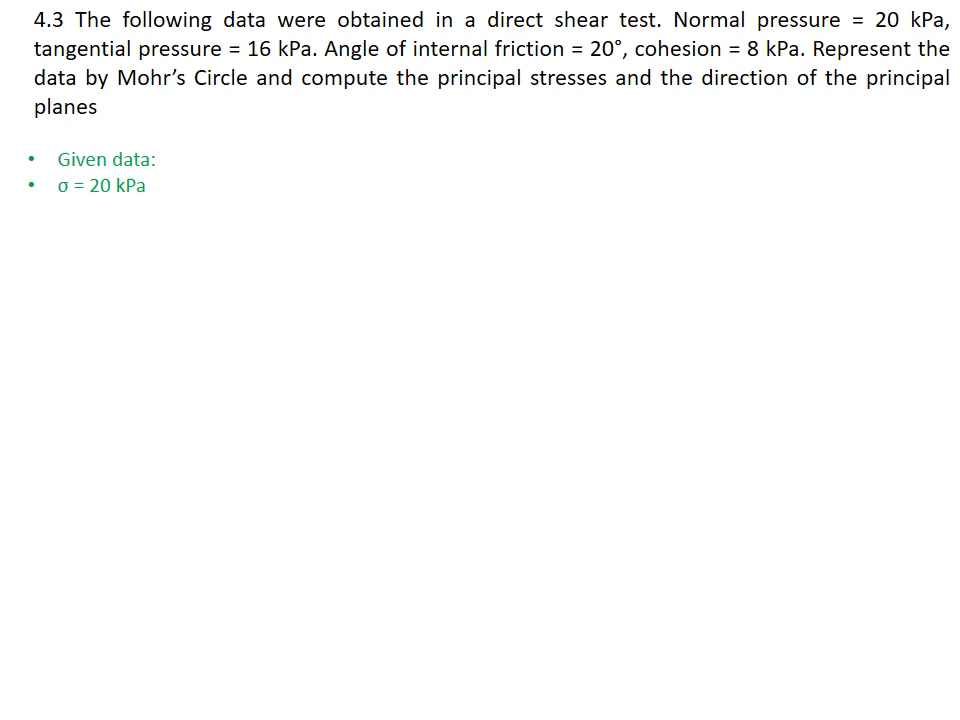 4.3 The following data were obtained in a direct shear test. Normal pressure = 20 kPa,
tangential pressure = 16 kPa. Angle of internal friction = 20°, cohesion = 8 kPa. Represent the
data by Mohr’s Circle and compute the principal stresses and the direction of the principal
planes
• Given data:
• σ = 20 kPa